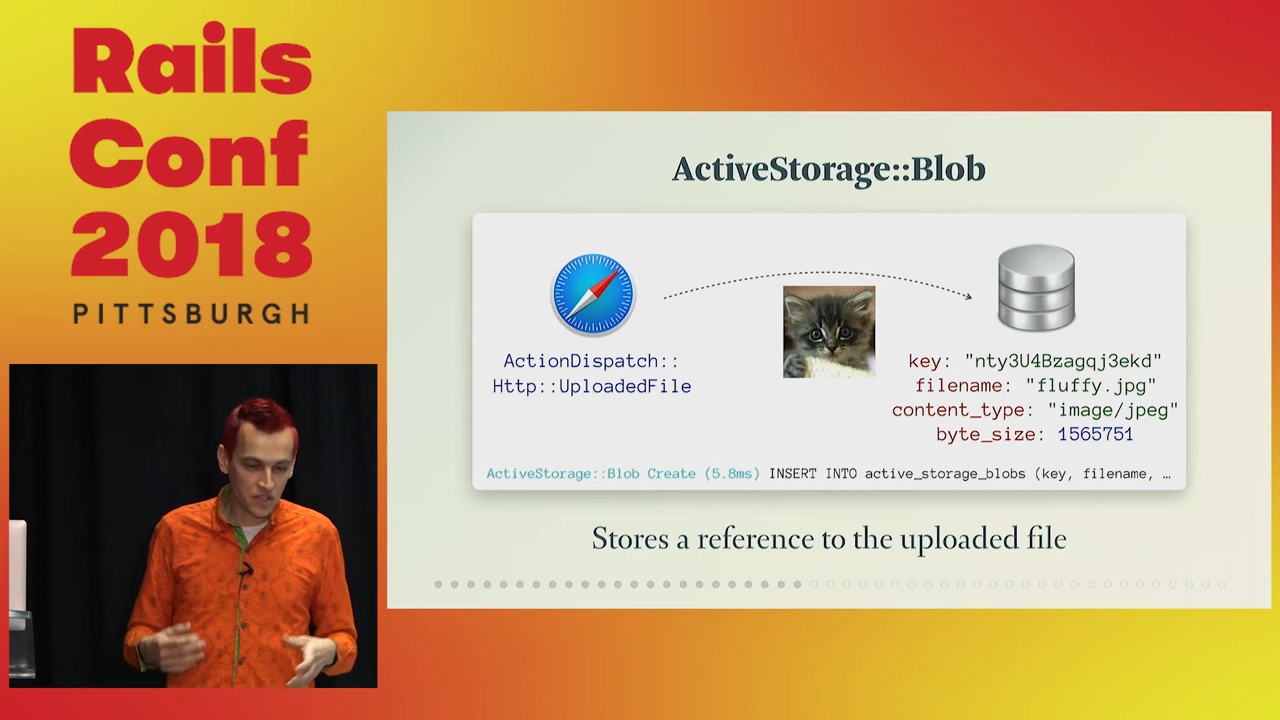 Rails
Conf
2018
PITTSBURGH
ActiveStorage::Blob
ActionDispatch::
Http::UploadedFile
key: "nty3U4Bzagqj3ekd"
filename: "fluffy.jpg"
content_type: "image/jpeg"
byte_size: 1565751
ActiveStorage::Blob Create (5.8ms) INSERT INTO active_storage_blobs (key, filename, …
Stores a reference to the uploaded file